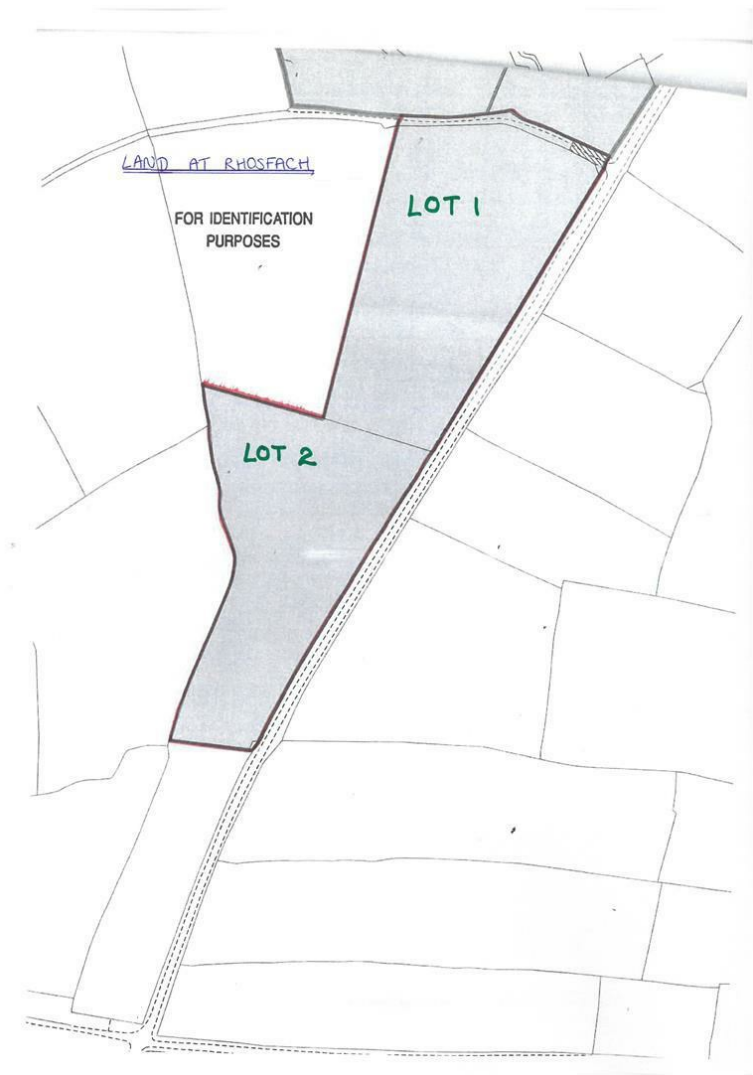 LAND AT RHOSFACH
FOR IDENTIFICATION
PURPOSES
LOT 1
LOT 2